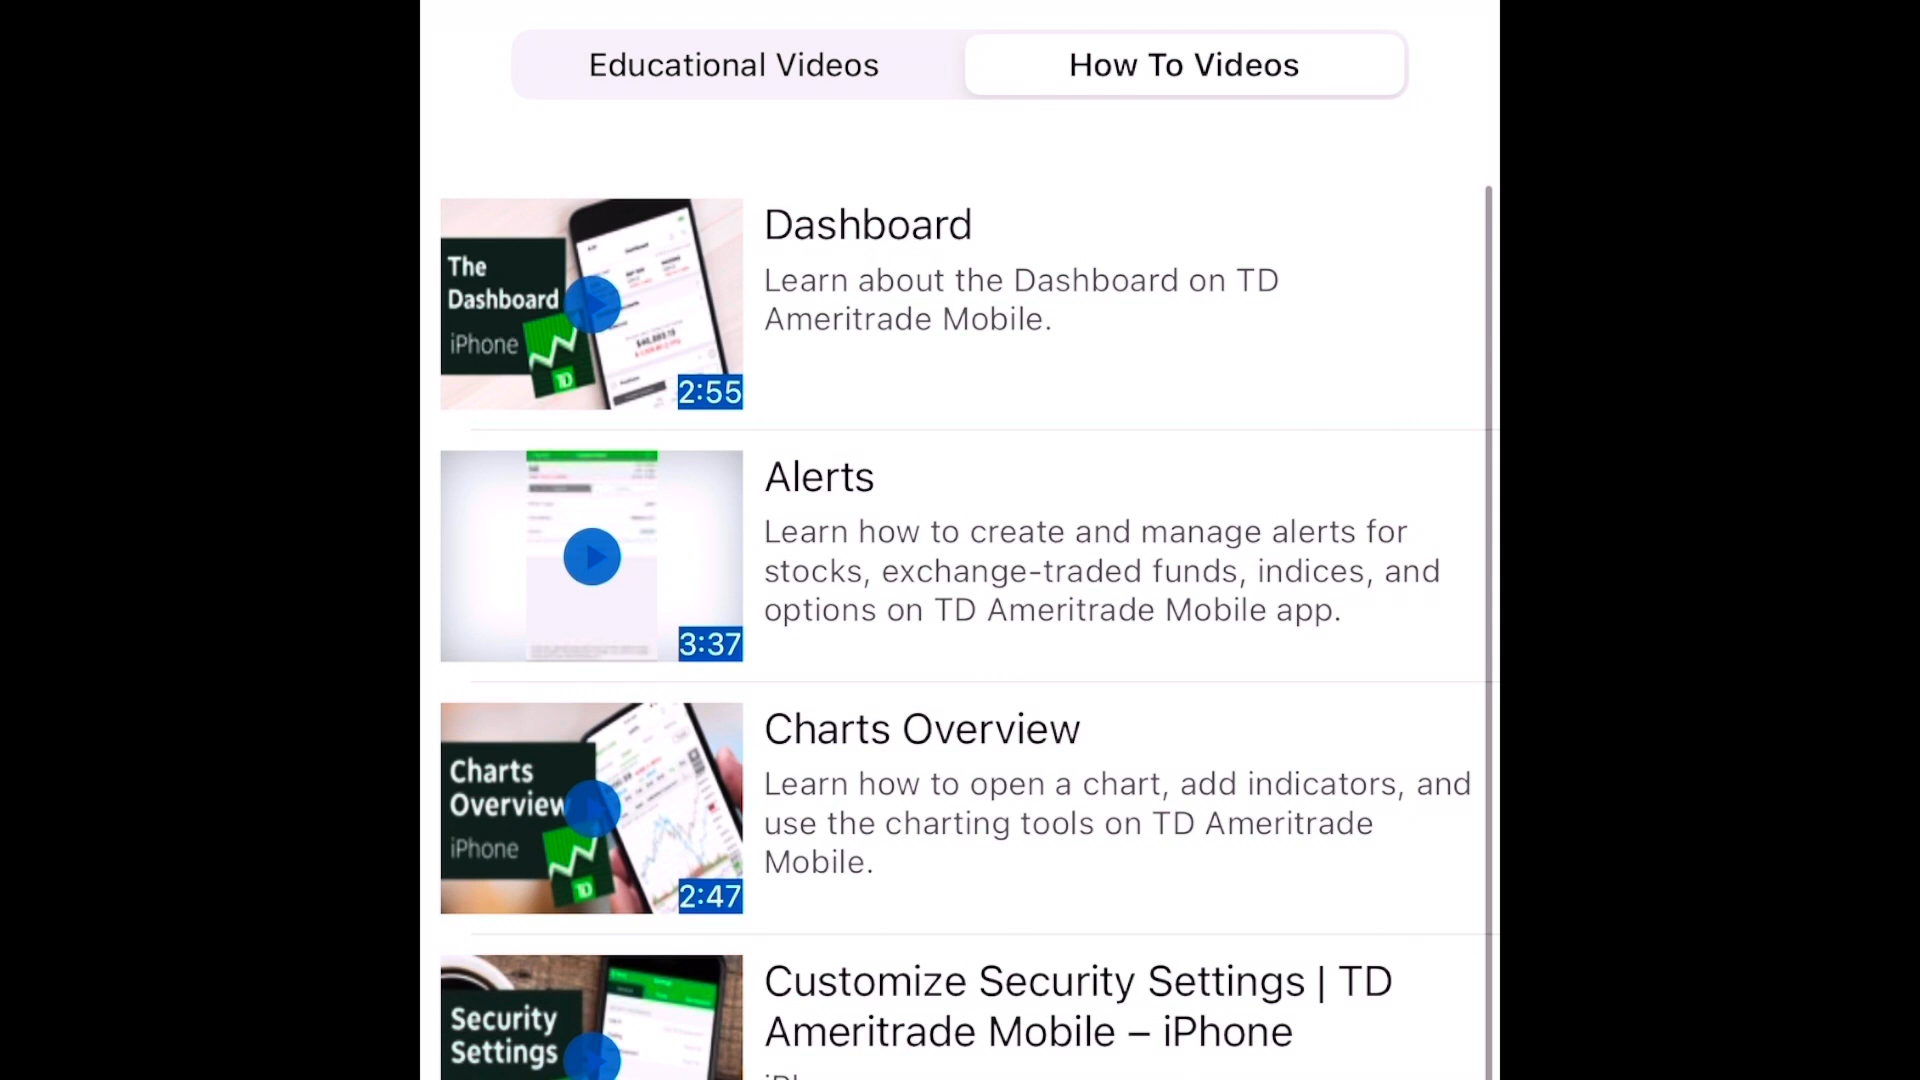 Educational Videos
How To Videos
The
Dashboard
iPhone
TD
2:55
Dashboard
Learn about the Dashboard on TD
Ameritrade Mobile.
3:37
Alerts
Learn how to create and manage alerts for
stocks, exchange-traded funds, indices, and
options on TD Ameritrade Mobile app.
Charts
Overview
iPhone
TD
2:47
Charts Overview
Learn how to open a chart, add indicators, and
use the charting tools on TD Ameritrade
Mobile.
Security
Settings
Customize Security Settings | TD
Ameritrade Mobile – iPhone